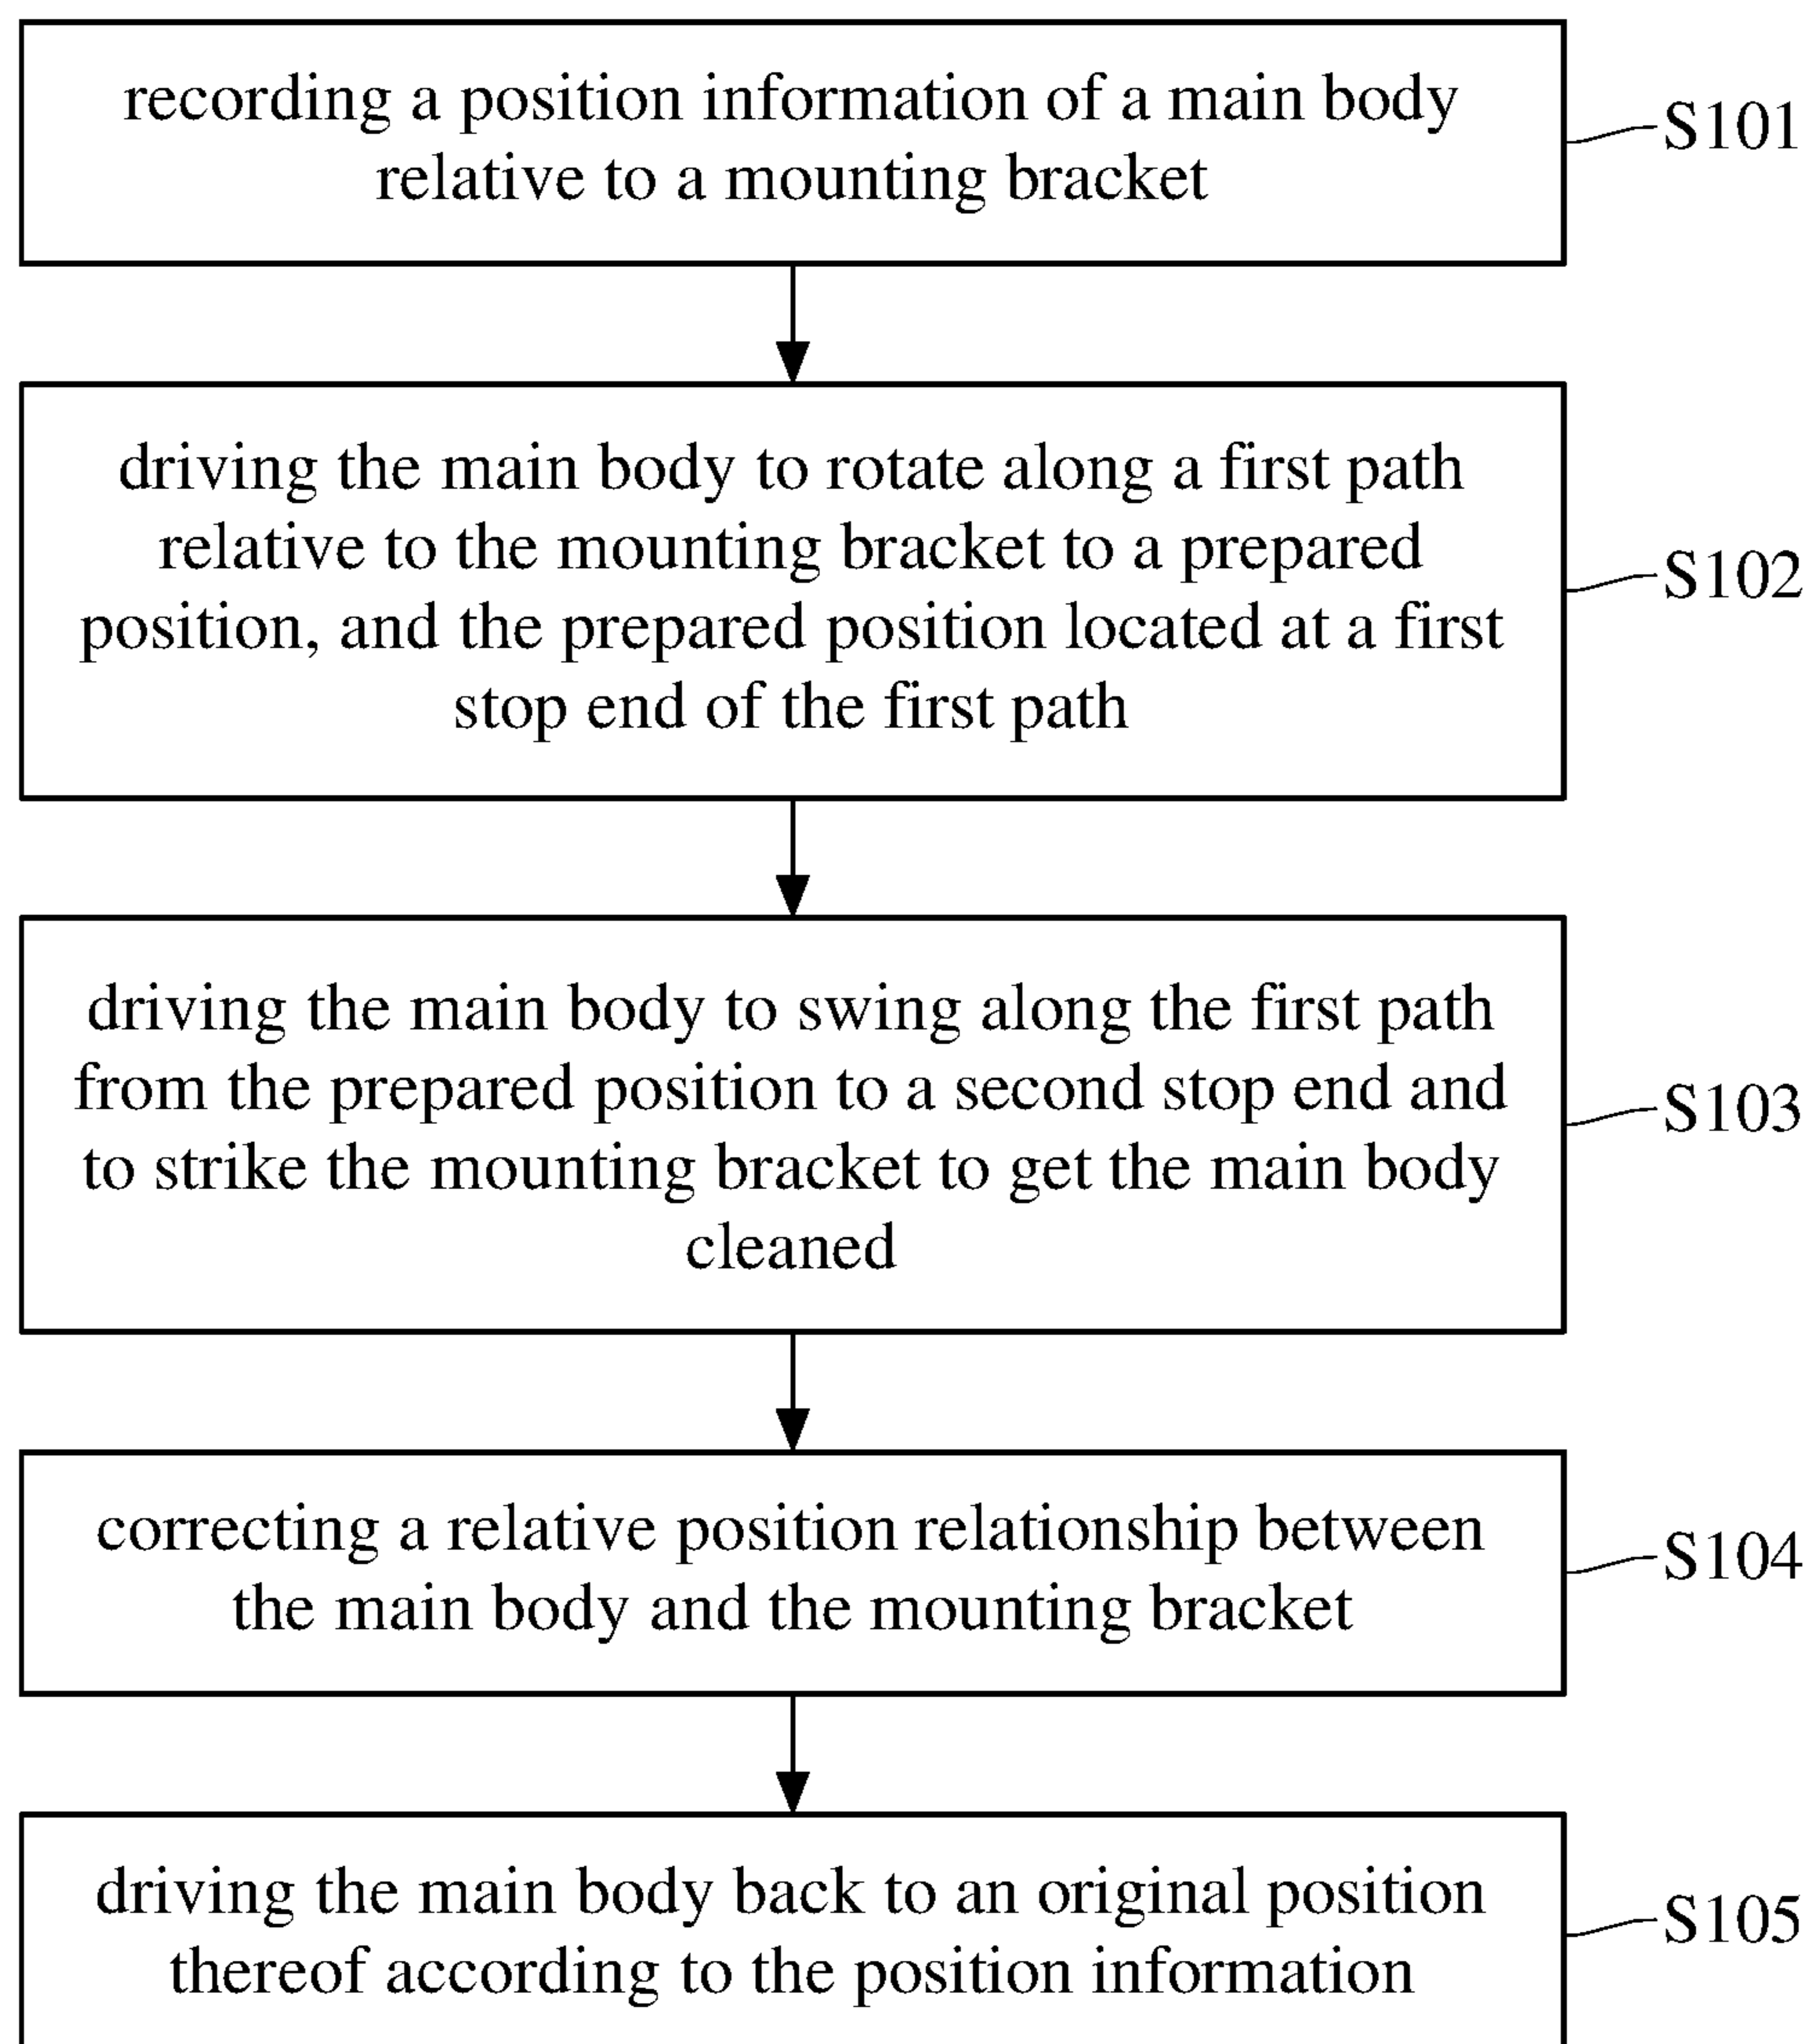 recording a position information of a main body
relative to a mounting bracket
S101
driving the main body to rotate along a first path
relative to the mounting bracket to a prepared
position, and the prepared position located at a first
stop end of the first path
S102
driving the main body to swing along the first path
from the prepared position to a second stop end and
to strike the mounting bracket to get the main body
cleaned
S103
correcting a relative position relationship between
the main body and the mounting bracket
S104
driving the main body back to an original position
thereof according to the position information
S105